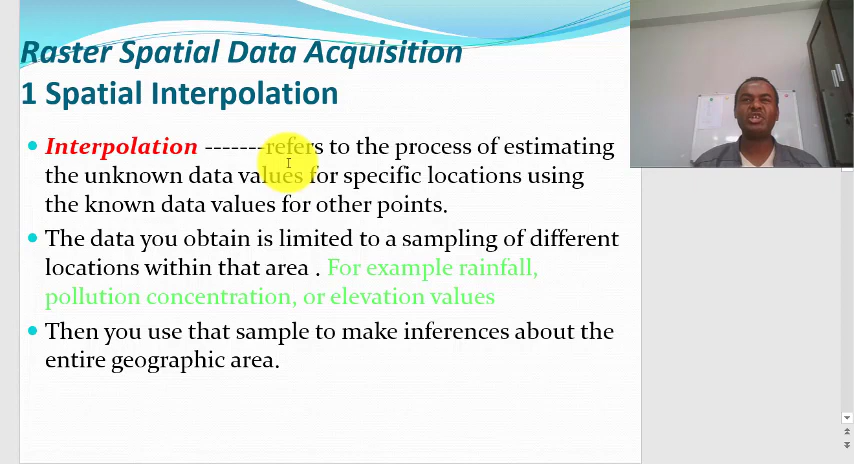 Raster Spatial Data Acquisition
1 Spatial Interpolation
Interpolation -------refers to the process of estimating
the unknown data values for specific locations using
the known data values for other points.
The data you obtain is limited to a sampling of different
locations within that area . For example rainfall,
pollution concentration, or elevation values
Then you use that sample to make inferences about the
entire geographic area.